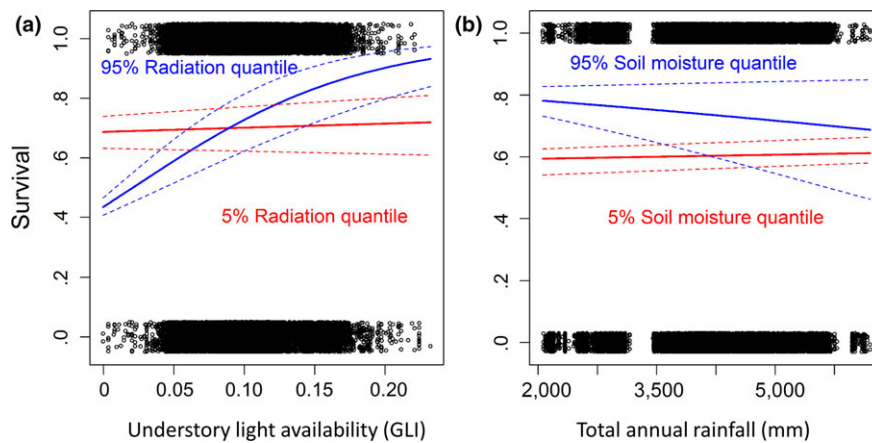 (a)
95% Radiation quantile
5% Radiation quantile
Survival
1.0
.8
.6
.4
.2
.0
0 0.05 0.10 0.15 0.20
Understory light availability (GLI)
(b)
95% Soil moisture quantile
5% Soil moisture quantile
1.0
.8
.6
.4
.2
.0
2,000 3,500 5,000
Total annual rainfall (mm)